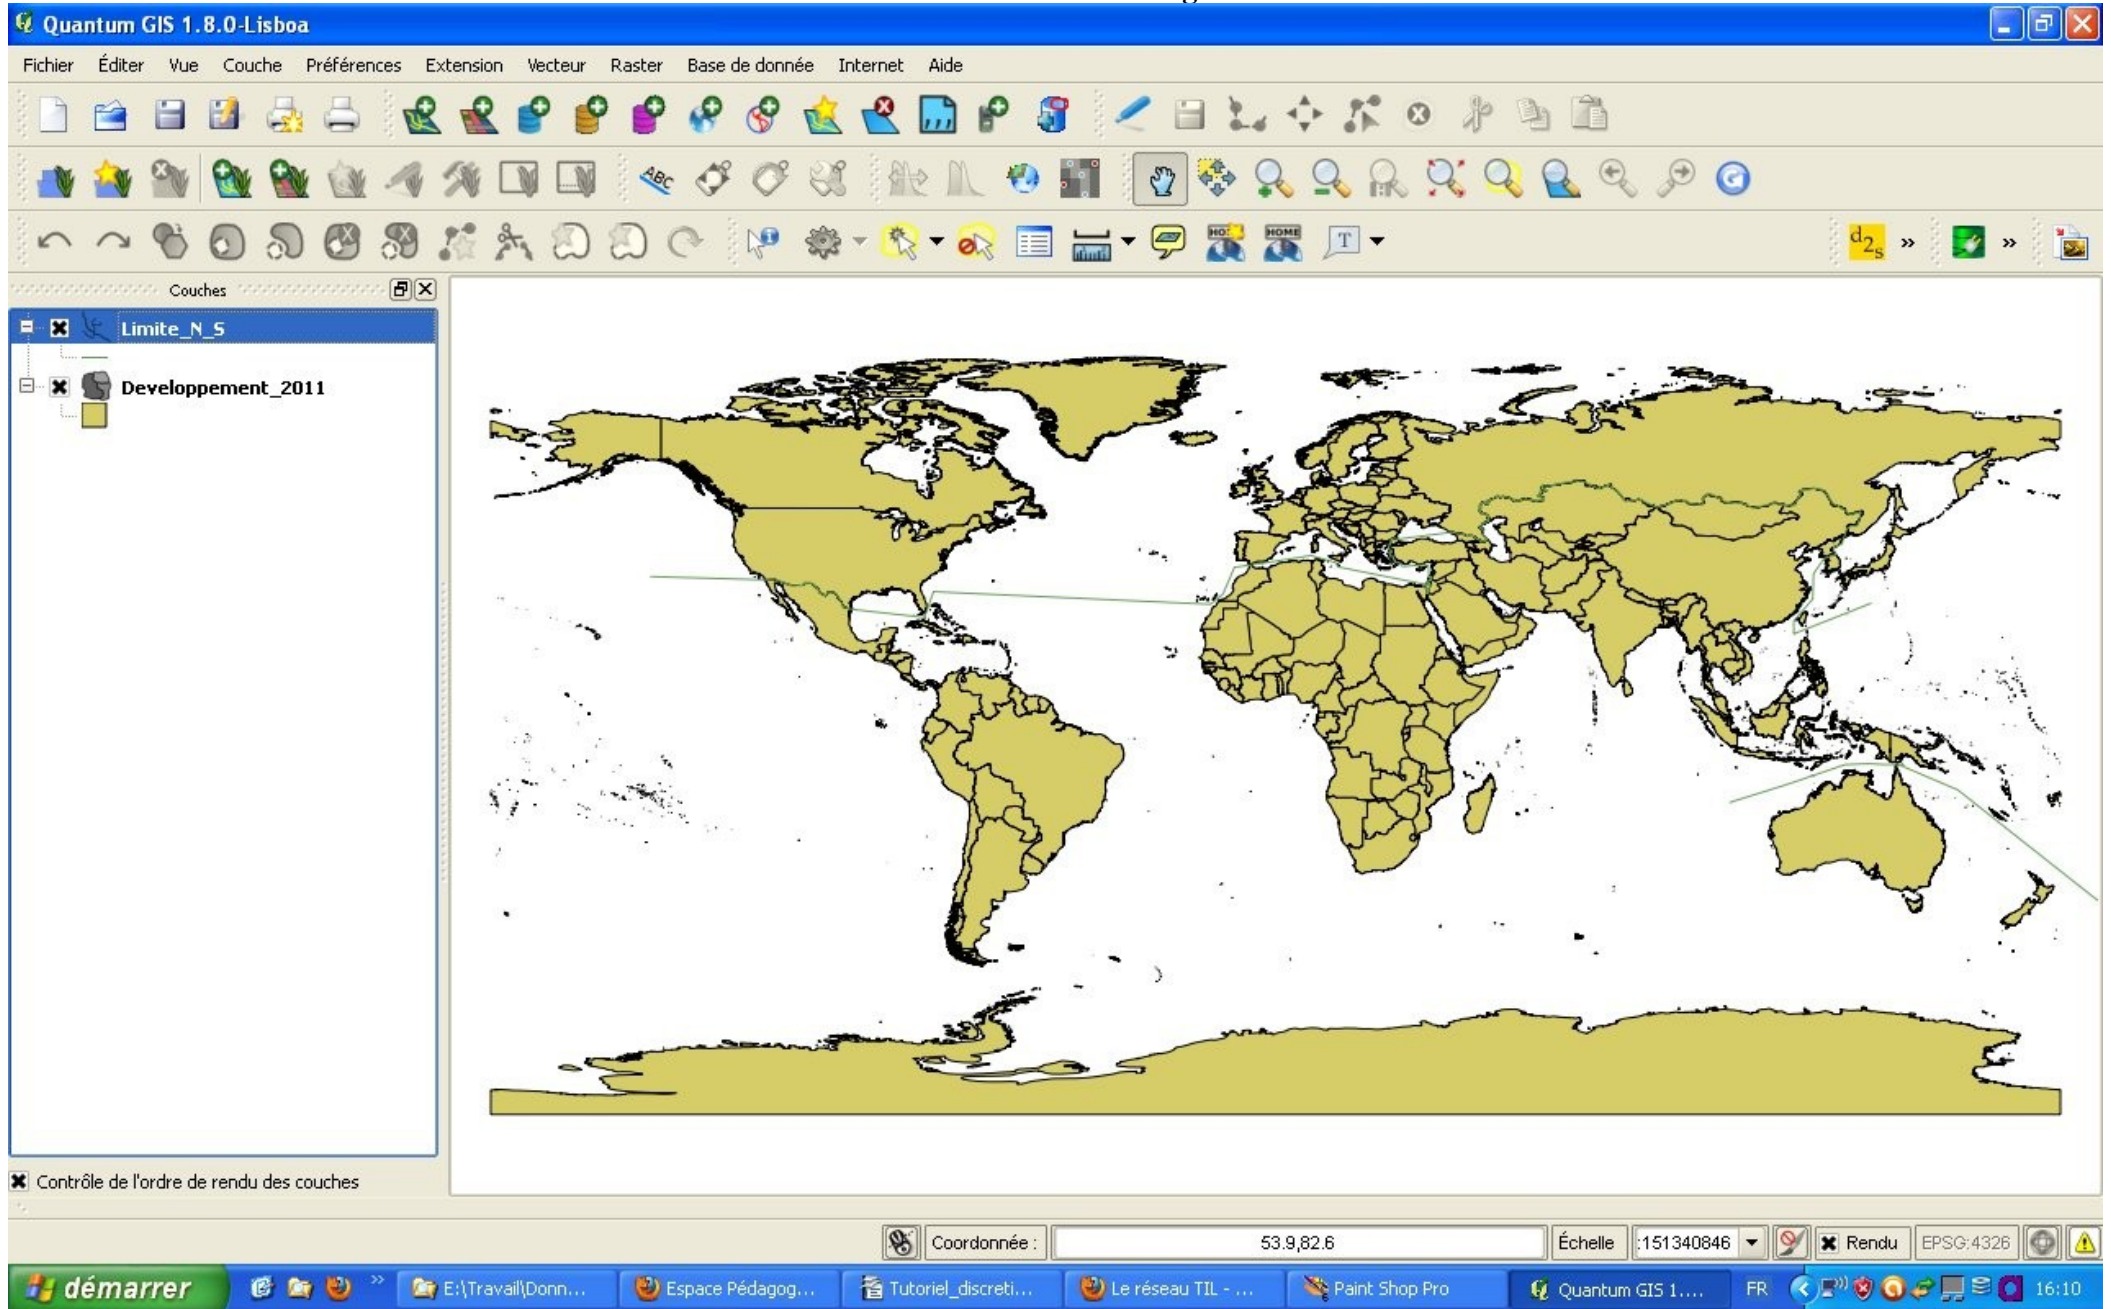 Quantum GIS 1.8.0-Lisboa
Fichier Éditer Vue Couche Préférences Extension Vecteur Raster Base de donnée Internet Aide
ABC
HOME T d2s »  »
Couches
Limite_N_S
Developpement_2011
Contrôle de l'ordre de rendu des couches
Coordonnée : 53.9,82.6 Échelle :151340846 Rendu EPSG:4326
démarrer » E:\Travail\Donn... Espace Pédagog... Tutoriel_discreti... Le réseau TIL - ... Paint Shop Pro Quantum GIS 1.... FR 16:10